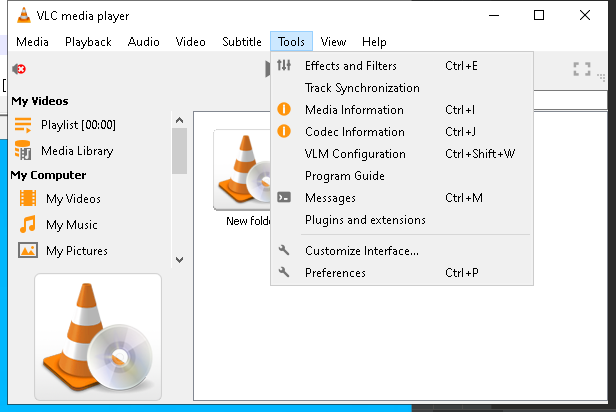 VLC media player
Media Playback Audio Video Subtitle Tools View Help
My Videos
Playlist [00:00]
Media Library
My Computer
My Videos
My Music
My Pictures
New folde
Effects and Filters Ctrl+E
Track Synchronization
Media Information Ctrl+I
Codec Information Ctrl+J
VLM Configuration Ctrl+Shift+W
Program Guide
Messages Ctrl+M
Plugins and extensions
Customize Interface...
Preferences Ctrl+P